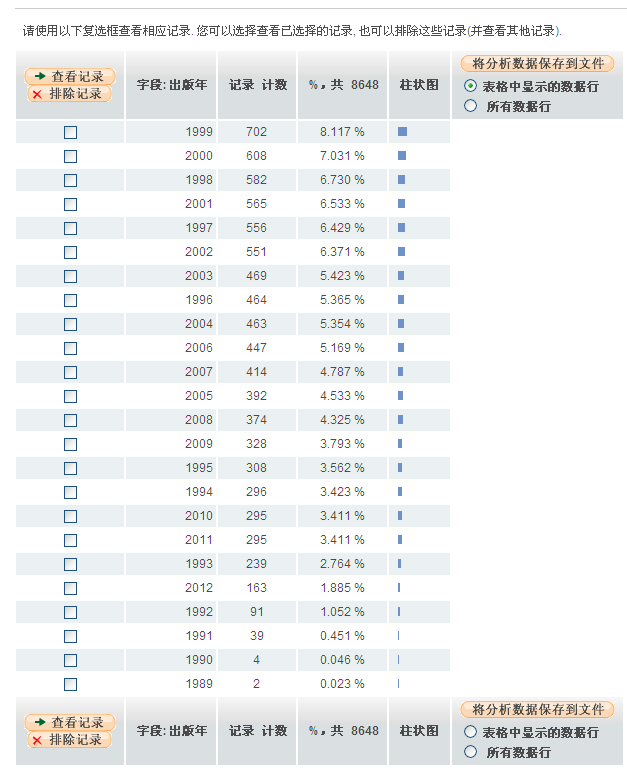 请使用以下复选框查看相应记录. 您可以选择查看已选择的记录, 也可以排除这些记录(并查看其他记录).
查看记录
排除记录
字段: 出版年
记录 计数
%, 共 8648
柱状图
将分析数据保存到文件
表格中显示的数据行
所有数据行
1999 702 8.117 %
2000 608 7.031 %
1998 582 6.730 %
2001 565 6.533 %
1997 556 6.429 %
2002 551 6.371 %
2003 469 5.423 %
1996 464 5.365 %
2004 463 5.354 %
2006 447 5.169 %
2007 414 4.787 %
2005 392 4.533 %
2008 374 4.325 %
2009 328 3.793 %
1995 308 3.562 %
1994 296 3.423 %
2010 295 3.411 %
2011 295 3.411 %
1993 239 2.764 %
2012 163 1.885 %
1992 91 1.052 %
1991 39 0.451 %
1990 4 0.046 %
1989 2 0.023 %
查看记录
排除记录
字段: 出版年
记录 计数
%, 共 8648
柱状图
将分析数据保存到文件
表格中显示的数据行
所有数据行